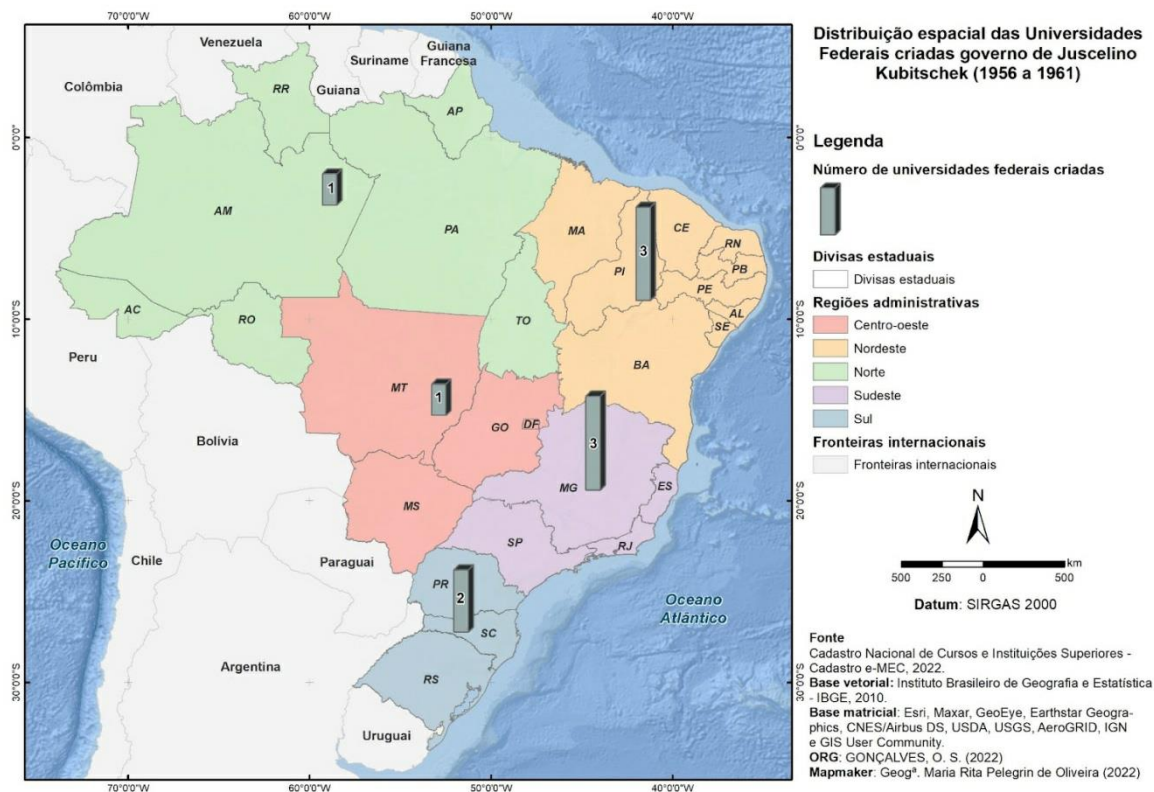 70°0'0"W
60°0'0"W
50°0'0"W
40°0'0"W
Distribuição espacial das Universidades
Federais criadas governo de Juscelino
Kubitschek (1956 a 1961)
Legenda
Número de universidades federais criadas
Divisas estaduais
Divisas estaduais
Regiões administrativas
Centro-oeste
Nordeste
Norte
Sudeste
Sul
Fronteiras internacionais
Fronteiras internacionais
N
500 250 0 500 km
Datum: SIRGAS 2000
Fonte
Cadastro Nacional de Cursos e Instituições Superiores -
Cadastro e-MEC, 2022.
Base vetorial: Instituto Brasileiro de Geografia e Estatística
- IBGE, 2010.
Base matricial: Esri, Maxar, GeoEye, Earthstar Geogra-
phics, CNES/Airbus DS, USDA, USGS, AeroGRID, IGN
e GIS User Community.
ORG: GONÇALVES, O. S. (2022)
Mapmaker: Geogª. Maria Rita Pelegrin de Oliveira (2022)
Venezuela
Suriname
Guiana
Francesa
Colômbia
Guiana
RR
AP
0°0'0"
0°0'0"
1
AM
PA
MA
CE
RN
PB
PI
3
PE
AL
SE
AC
RO
TO
10°0'0"S
10°0'0"S
Peru
BA
MT
1
GO
DF
Bolívia
3
MG
ES
20°0'0"S
20°0'0"S
MS
SP
RJ
Oceano
Pacífico
Chile
Paraguai
PR
2
SC
Oceano
Atlântico
Argentina
RS
30°0'0"S
30°0'0"S
Uruguai
70°0'0"W
60°0'0"W
50°0'0"W
40°0'0"W